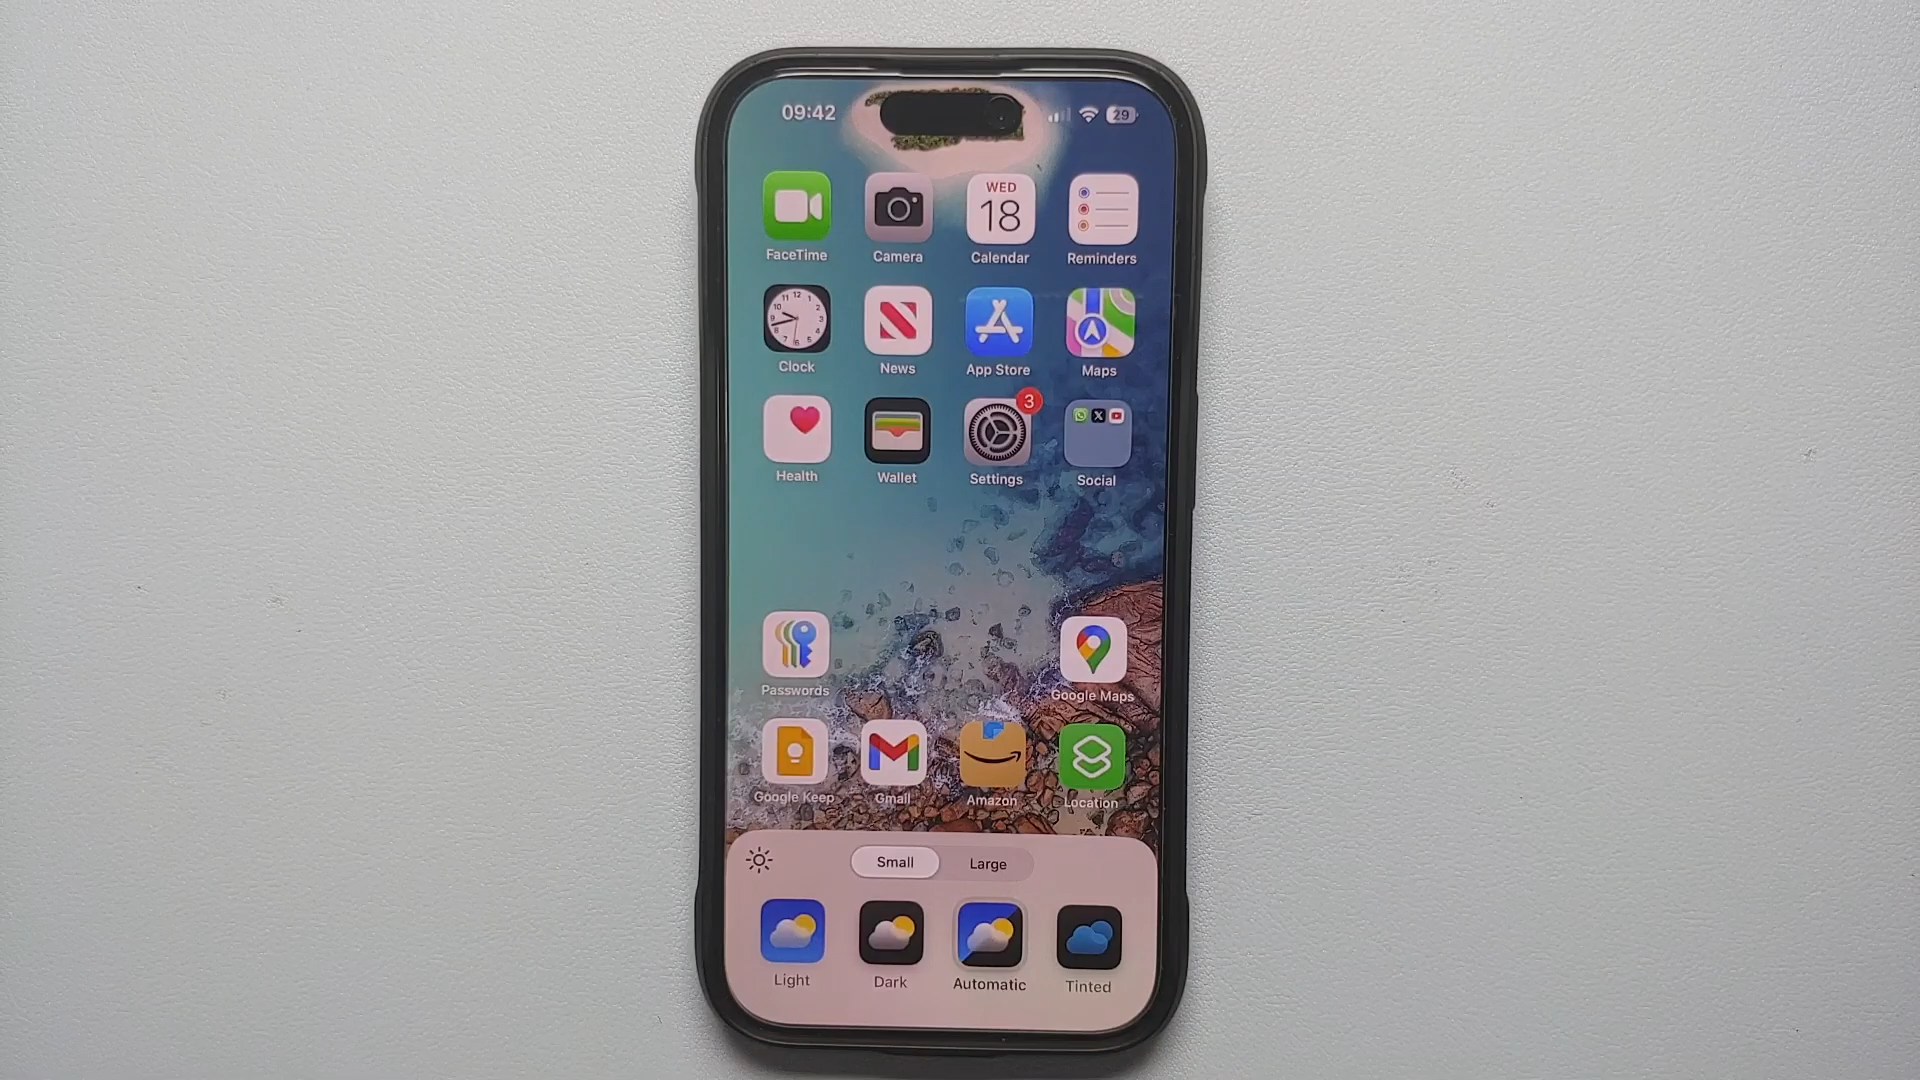 09:42
29
WED
18
FaceTime
Camera
Calendar
Reminders
3
Clock
News
App Store
Maps
Health
Wallet
Settings
Social
Passwords
Google Maps
Google Keep
Gmail
Amazon
Location
Small
Large
Light
Dark
Automatic
Tinted